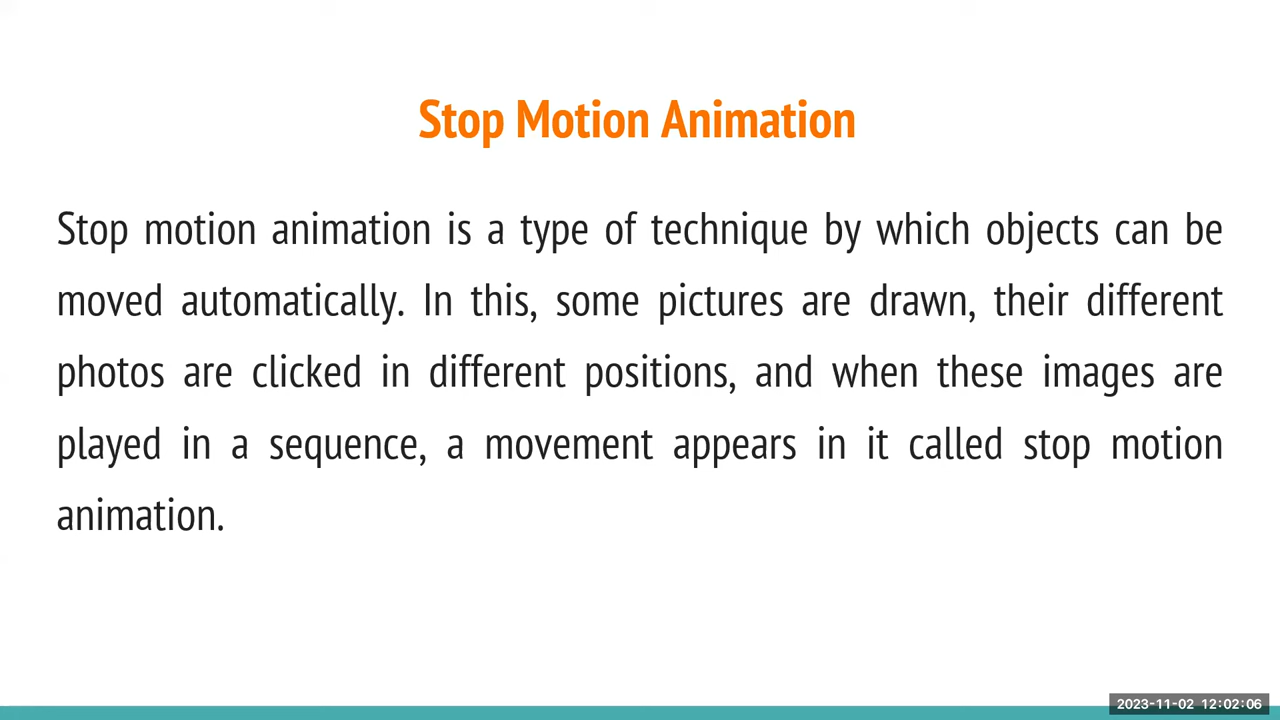 Stop Motion Animation
Stop motion animation is a type of technique by which objects can be
moved automatically. In this, some pictures are drawn, their different
photos are clicked in different positions, and when these images are
played in a sequence, a movement appears in it called stop motion
animation.
2023-11-02 12:02:06